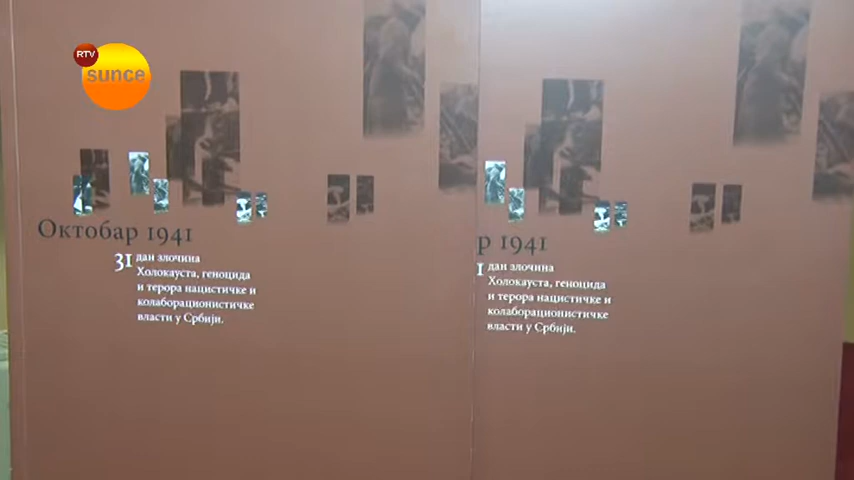 RTV
sunce
Октобар 1941
31 дан злочина
Холокауста, геноцида
и терора нацистичке и
колаборационистичке
власти у Србији.
р 1941
1 дан злочина
Холокауста, геноцида
и терора нацистичке и
колаборационистичке
власти у Србији.